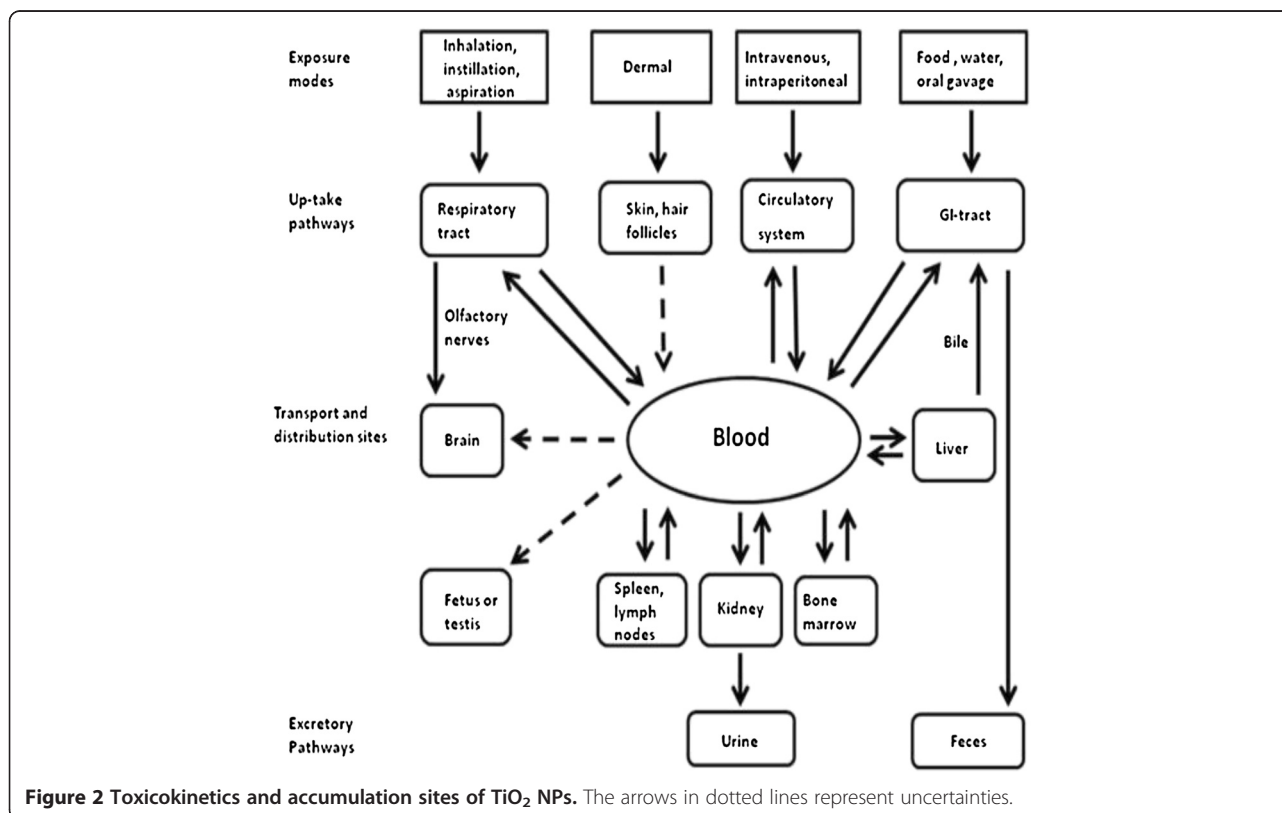 Exposure
modes
Inhalation,
instillation,
aspiration
Dermal
Intravenous,
intraperitoneal
Food , water,
oral gavage
Up-take
pathways
Respiratory
tract
Skin, hair
follicles
Circulatory
system
GI-tract
Olfactory
nerves
Bile
Transport and
distribution sites
Brain
Blood
Liver
Fetus or
testis
Spleen,
lymph
nodes
Kidney
Bone
marrow
Excretory
Pathways
Urine
Feces
Figure 2 Toxicokinetics and accumulation sites of TiO₂ NPs. The arrows in dotted lines represent uncertainties.